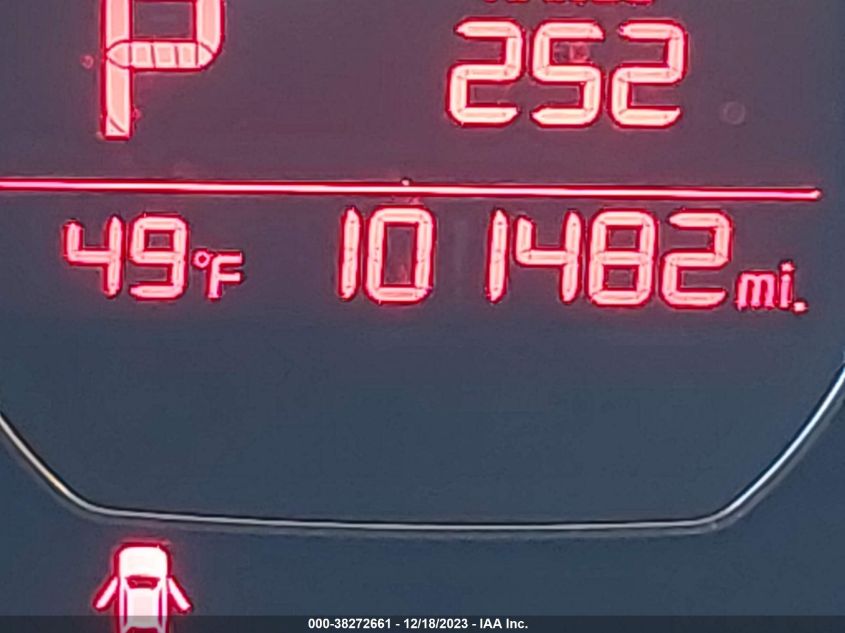 P 252
49°F 101482 mi.
000-38272661 - 12/18/2023 - IAA Inc.